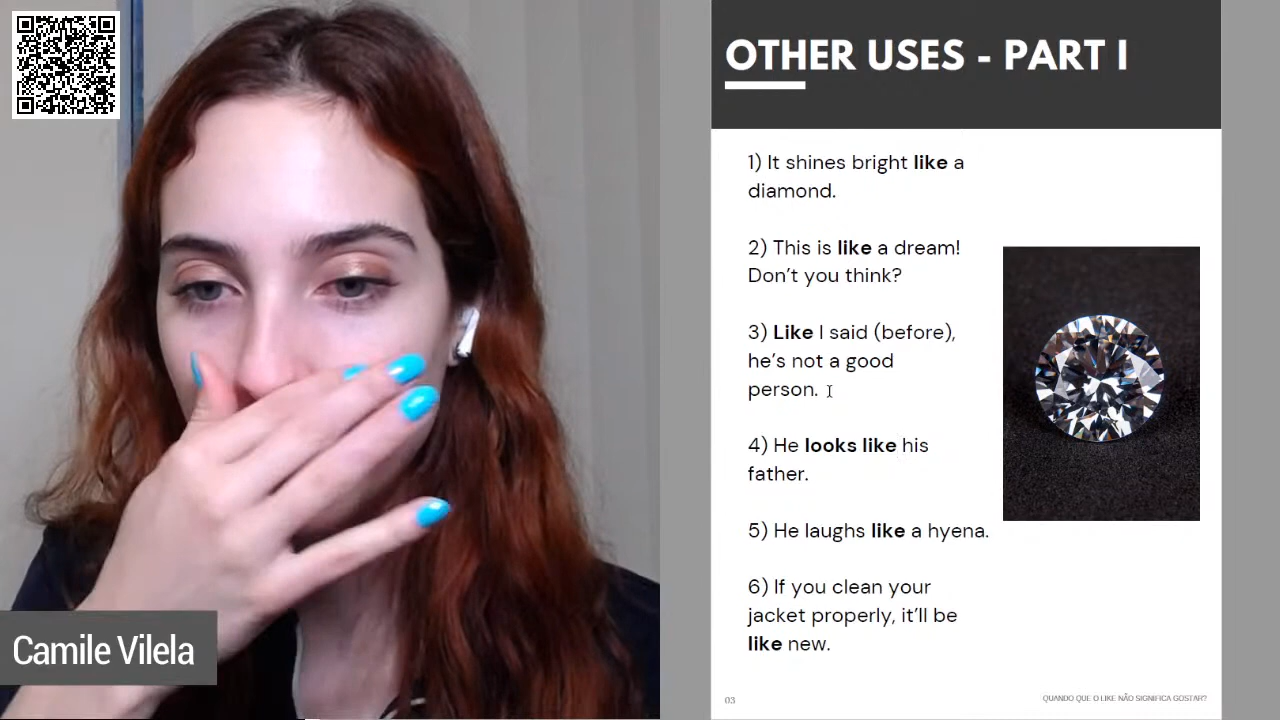 OTHER USES - PART I
1) It shines bright like a
diamond.
2) This is like a dream!
Don't you think?
3) Like I said (before),
he's not a good
person.
4) He looks like his
father.
5) He laughs like a hyena.
6) If you clean your
jacket properly, it'll be
like new.
03
QUANDO QUE O LIKE NÃO SIGNIFICA GOSTAR?
Camile Vilela